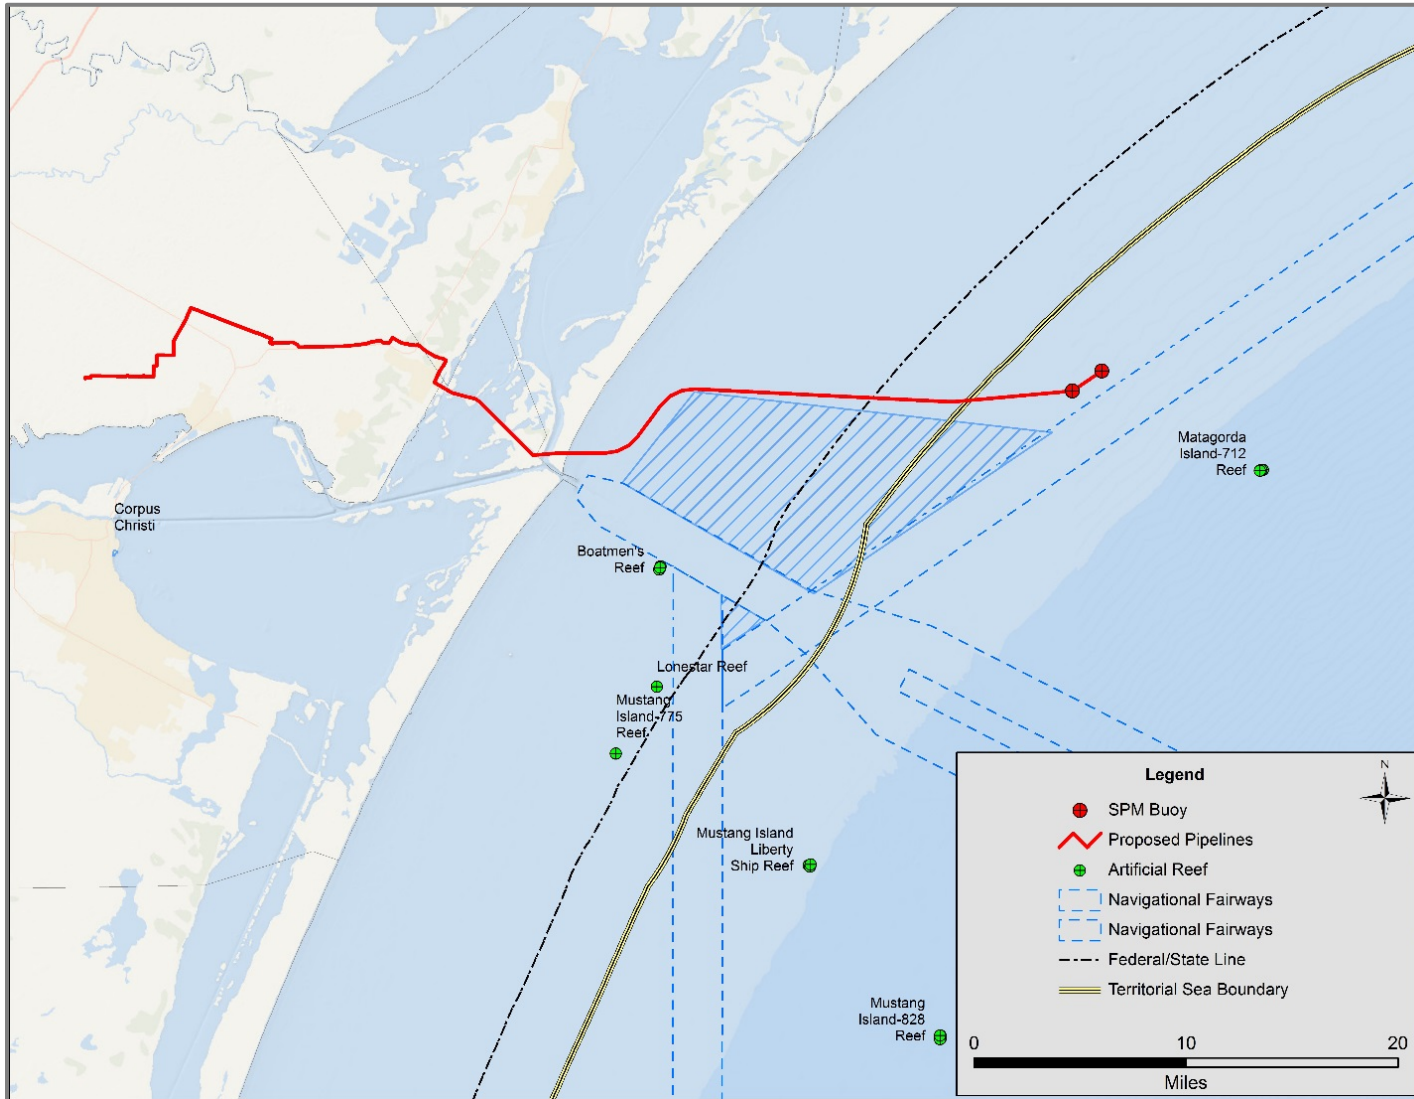 Matagorda
Island-712
Reef
Corpus
Christi
Boatmen's
Reef
Lonestar Reef
Mustang
Island-775
Reef
Mustang Island
Liberty
Ship Reef
Mustang
Island-828
Reef
Legend
N
SPM Buoy
Proposed Pipelines
Artificial Reef
Navigational Fairways
Navigational Fairways
Federal/State Line
Territorial Sea Boundary
0 10 20
Miles